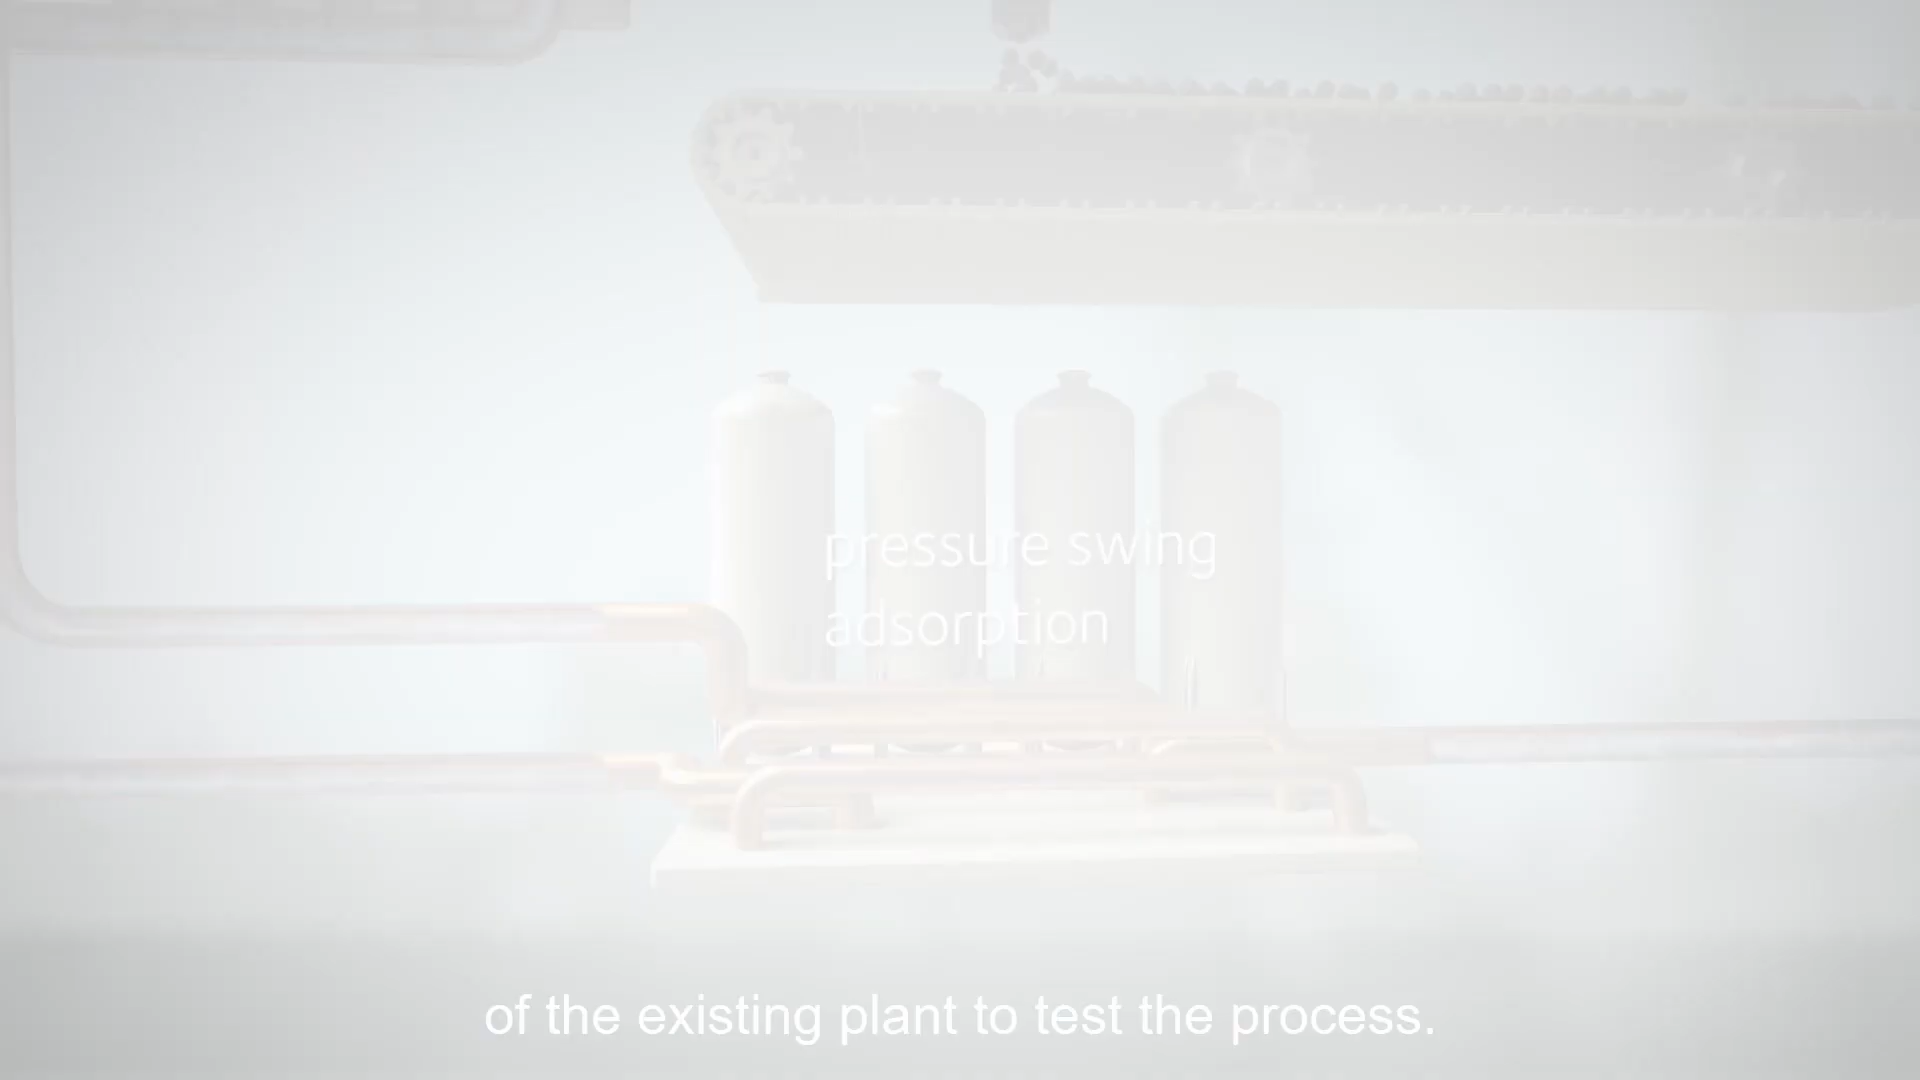 pressure swing
adsorption
of the existing plant to test the process.